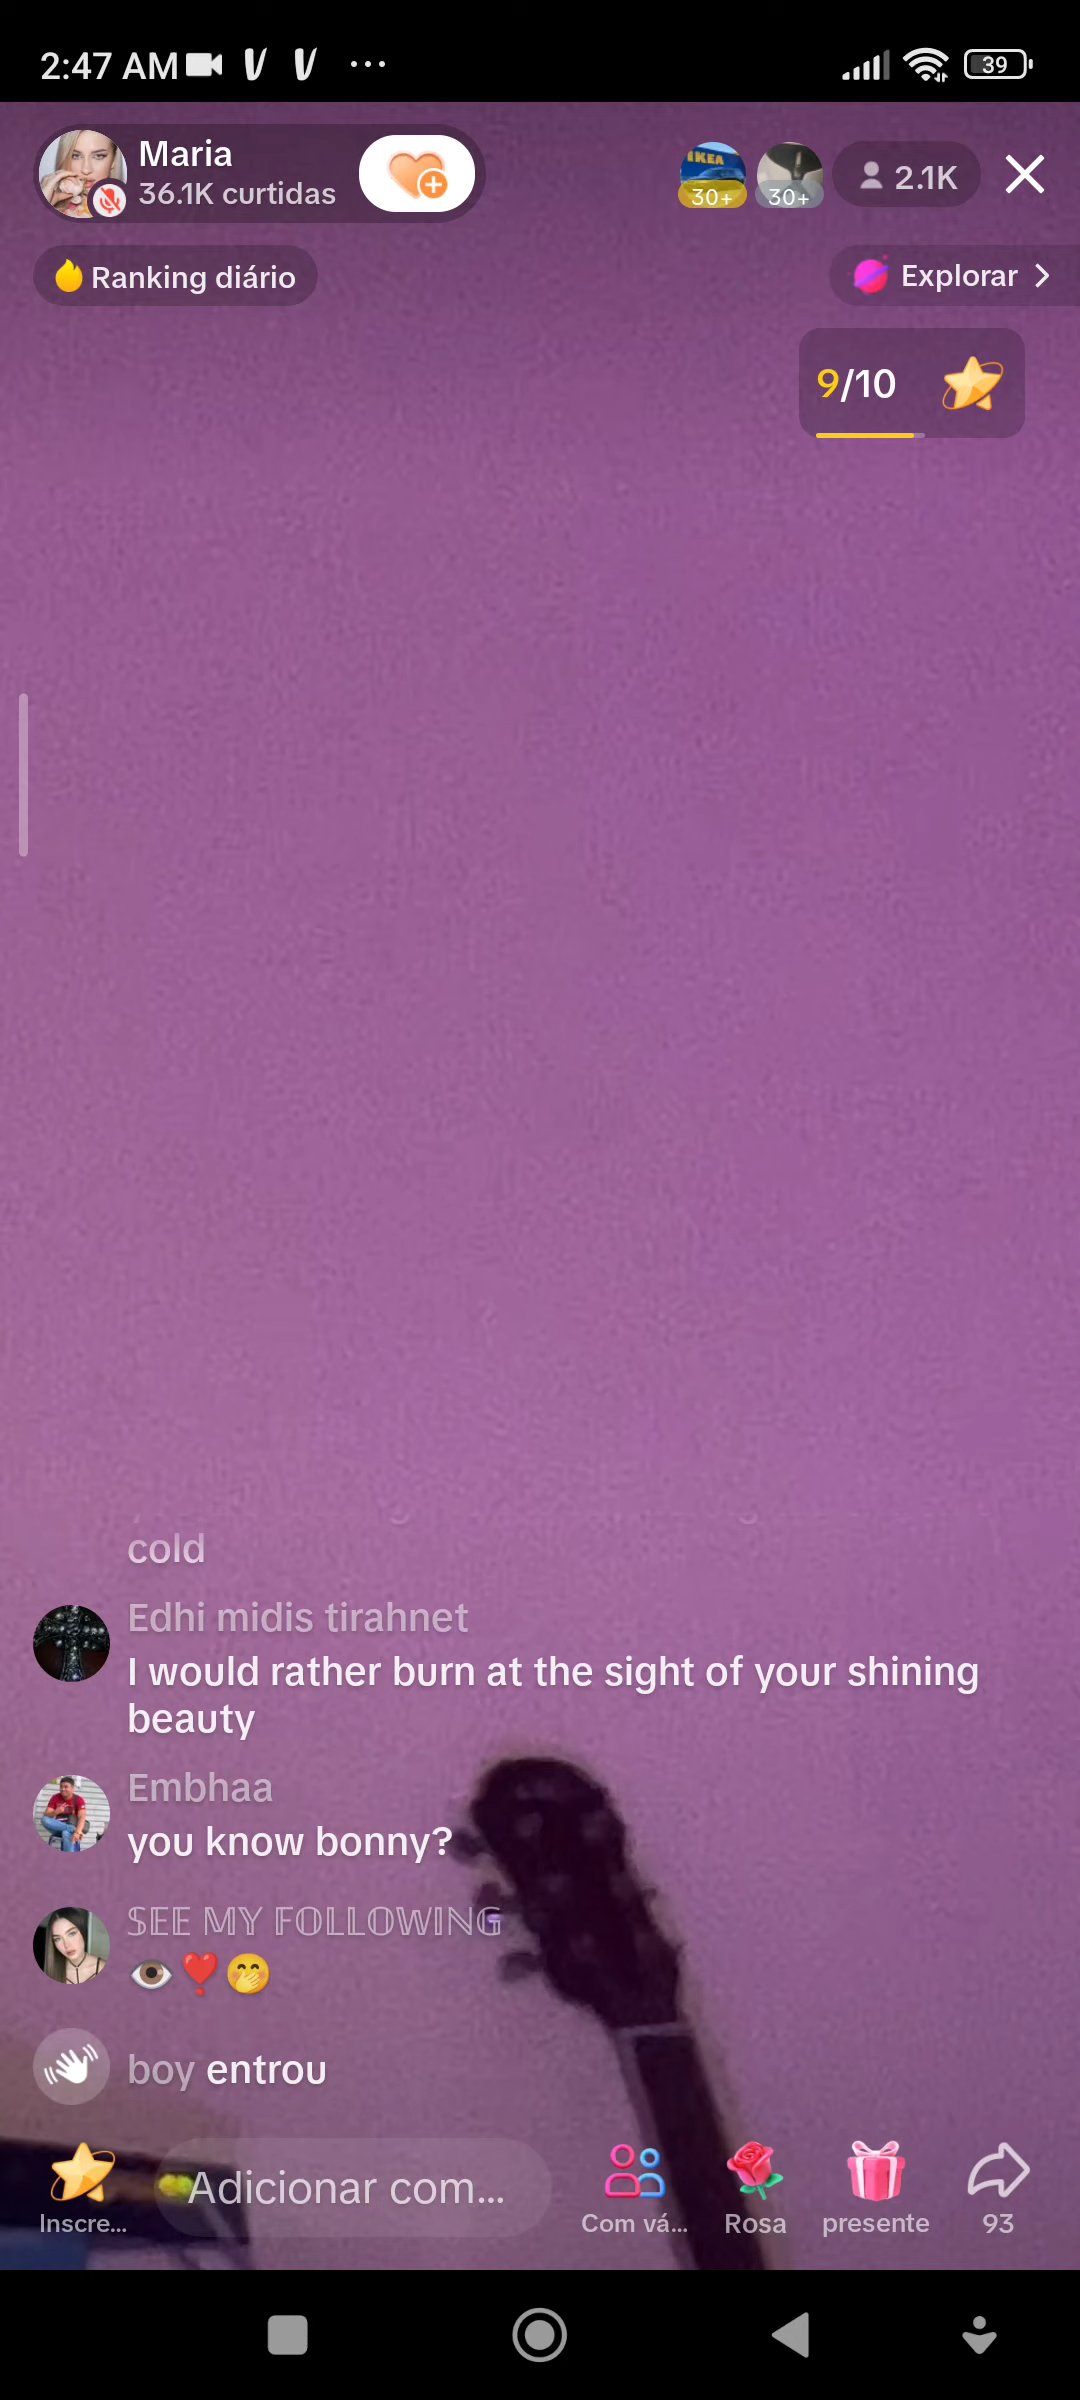 2:47 AM
39
Maria
36.1K curtidas
IKEA
30+
30+
2.1K
Ranking diário
Explorar
9/10
cold
Edhi midis tirahnet
I would rather burn at the sight of your shining
beauty
Embhaa
you know bonny?
𝕊𝔼𝔼 𝕄𝕐 𝔽𝕆𝕃𝕃𝕆𝕎𝕀ℕ𝔾
👁️❣️🤭
boy entrou
Adicionar com...
Inscre...
Com vá...
Rosa
presente
93